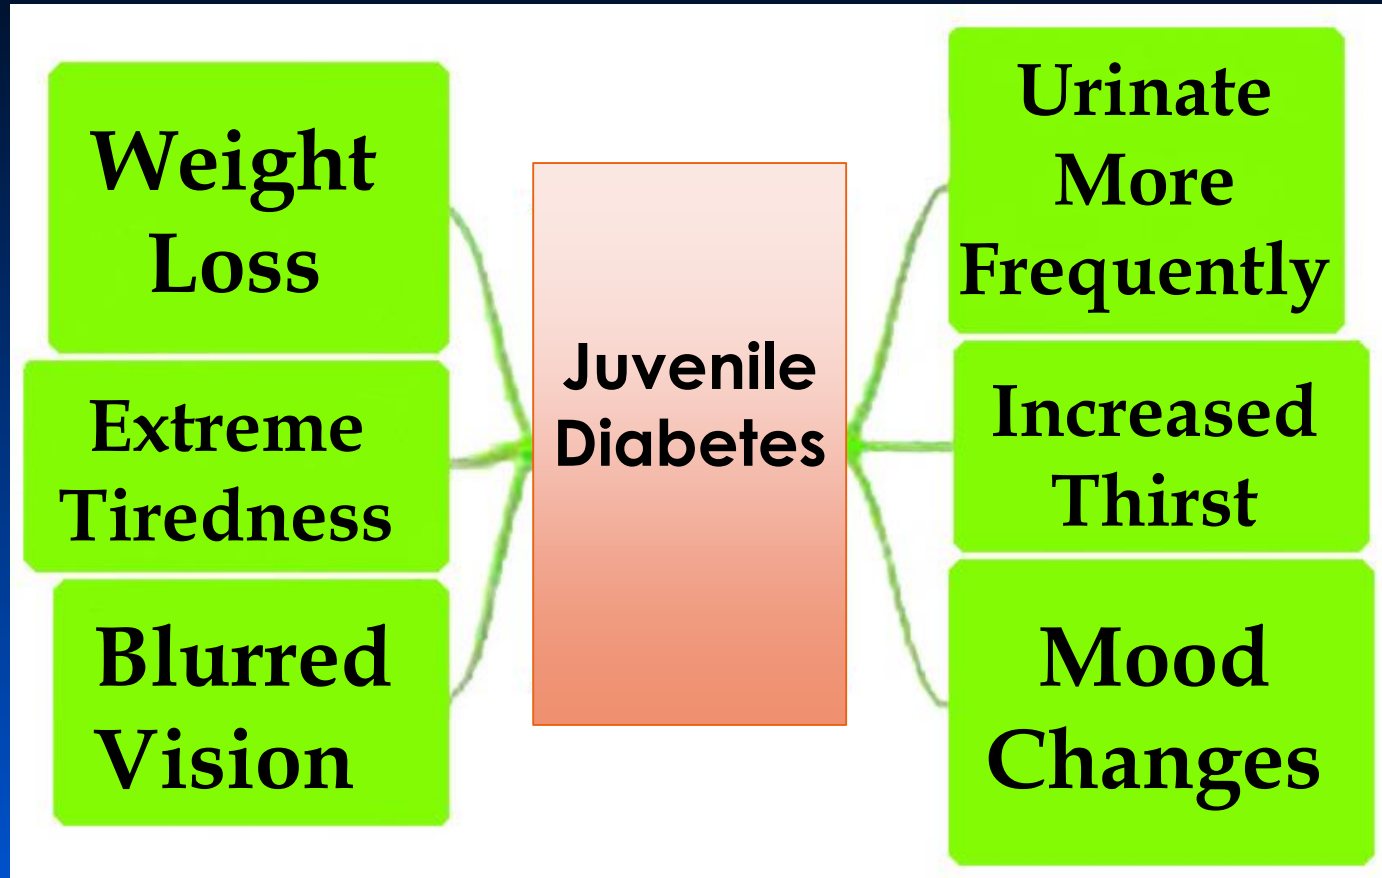 Weight
Loss
Extreme
Tiredness
Blurred
Vision
Juvenile
Diabetes
Urinate
More
Frequently
Increased
Thirst
Mood
Changes